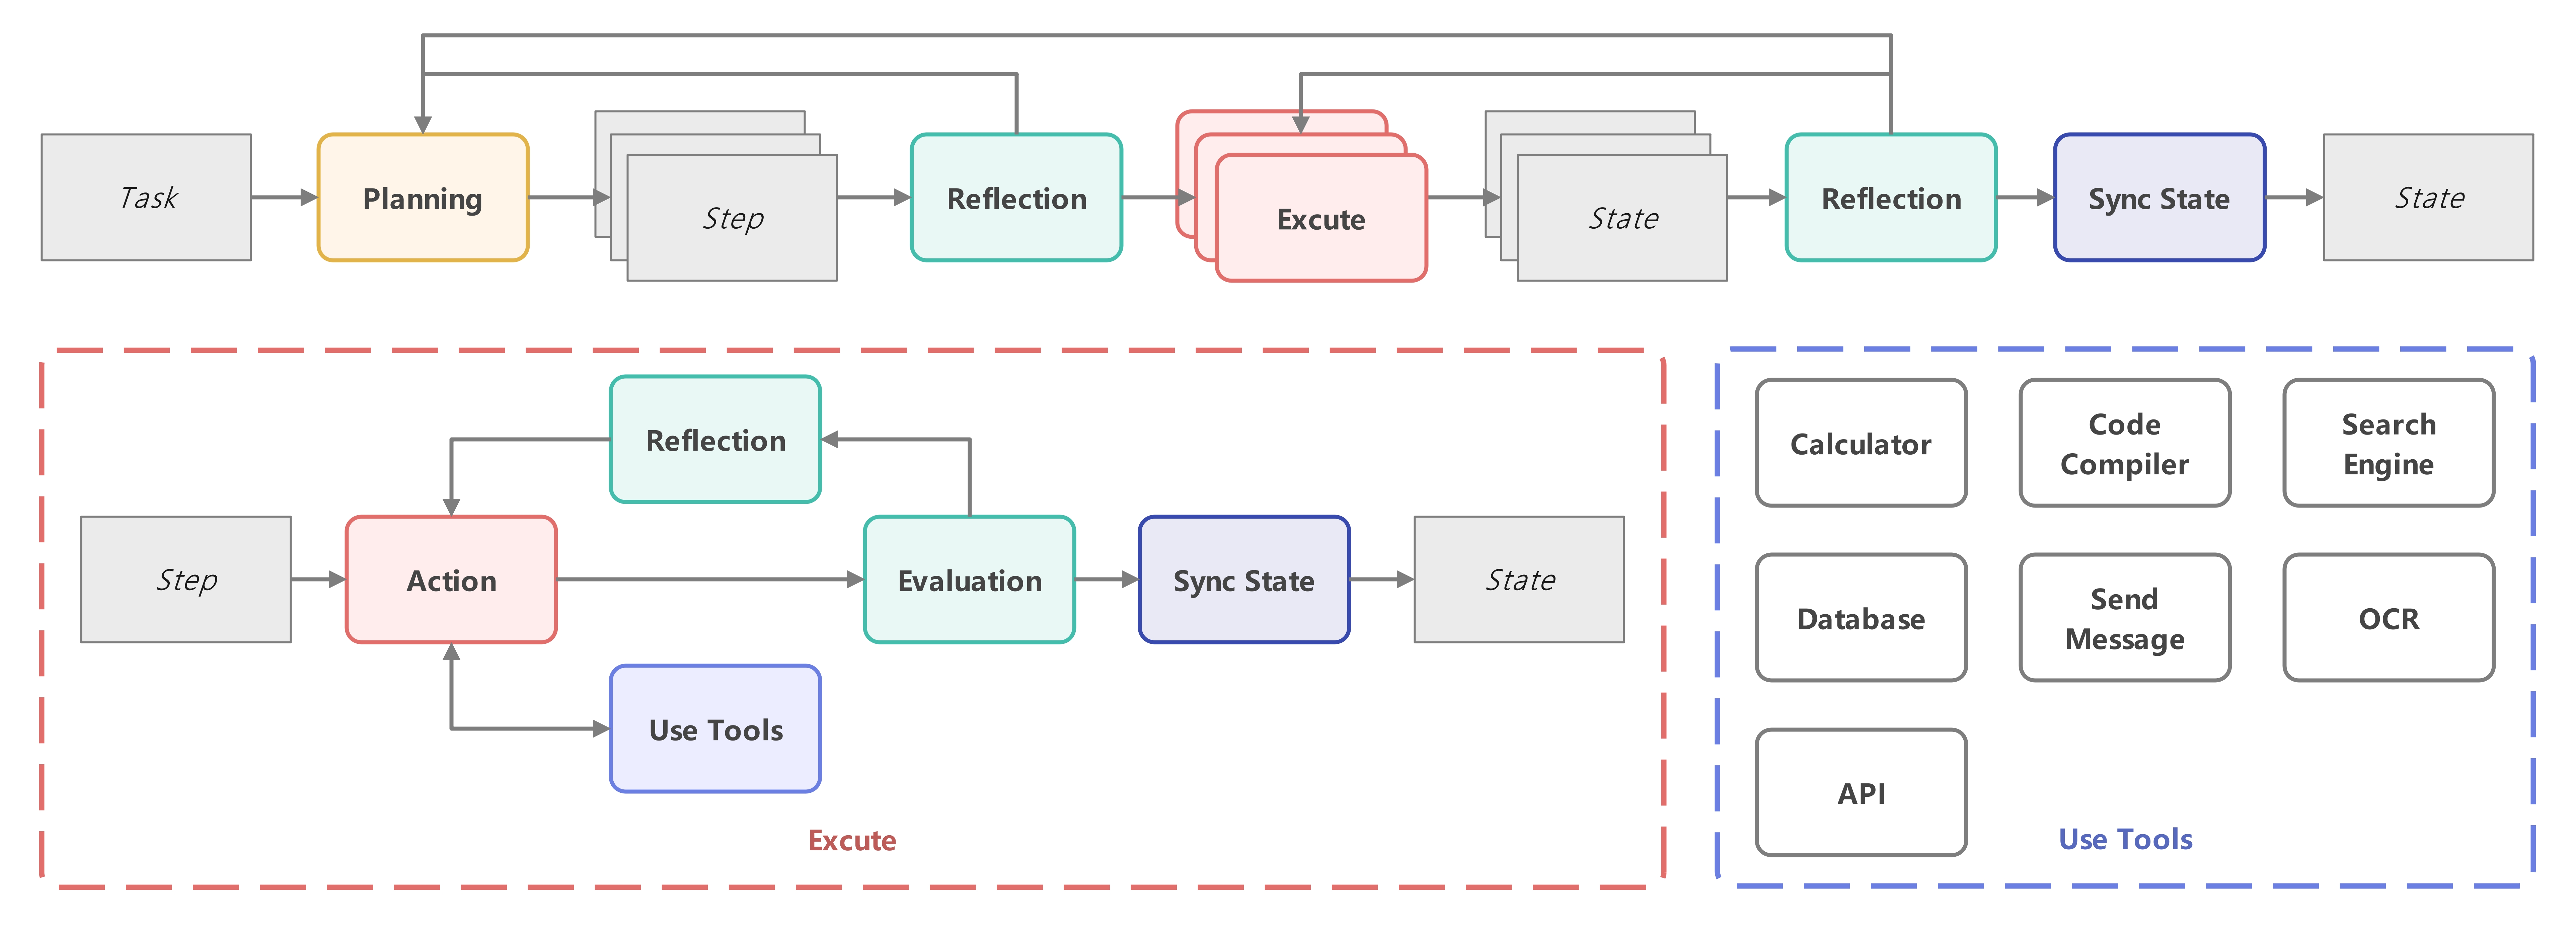 Task
Planning
Step
Reflection
Excute
State
Reflection
Sync State
State
Reflection
Step
Action
Evaluation
Sync State
State
Use Tools
Excute
Calculator
Code
Compiler
Search
Engine
Database
Send
Message
OCR
API
Use Tools